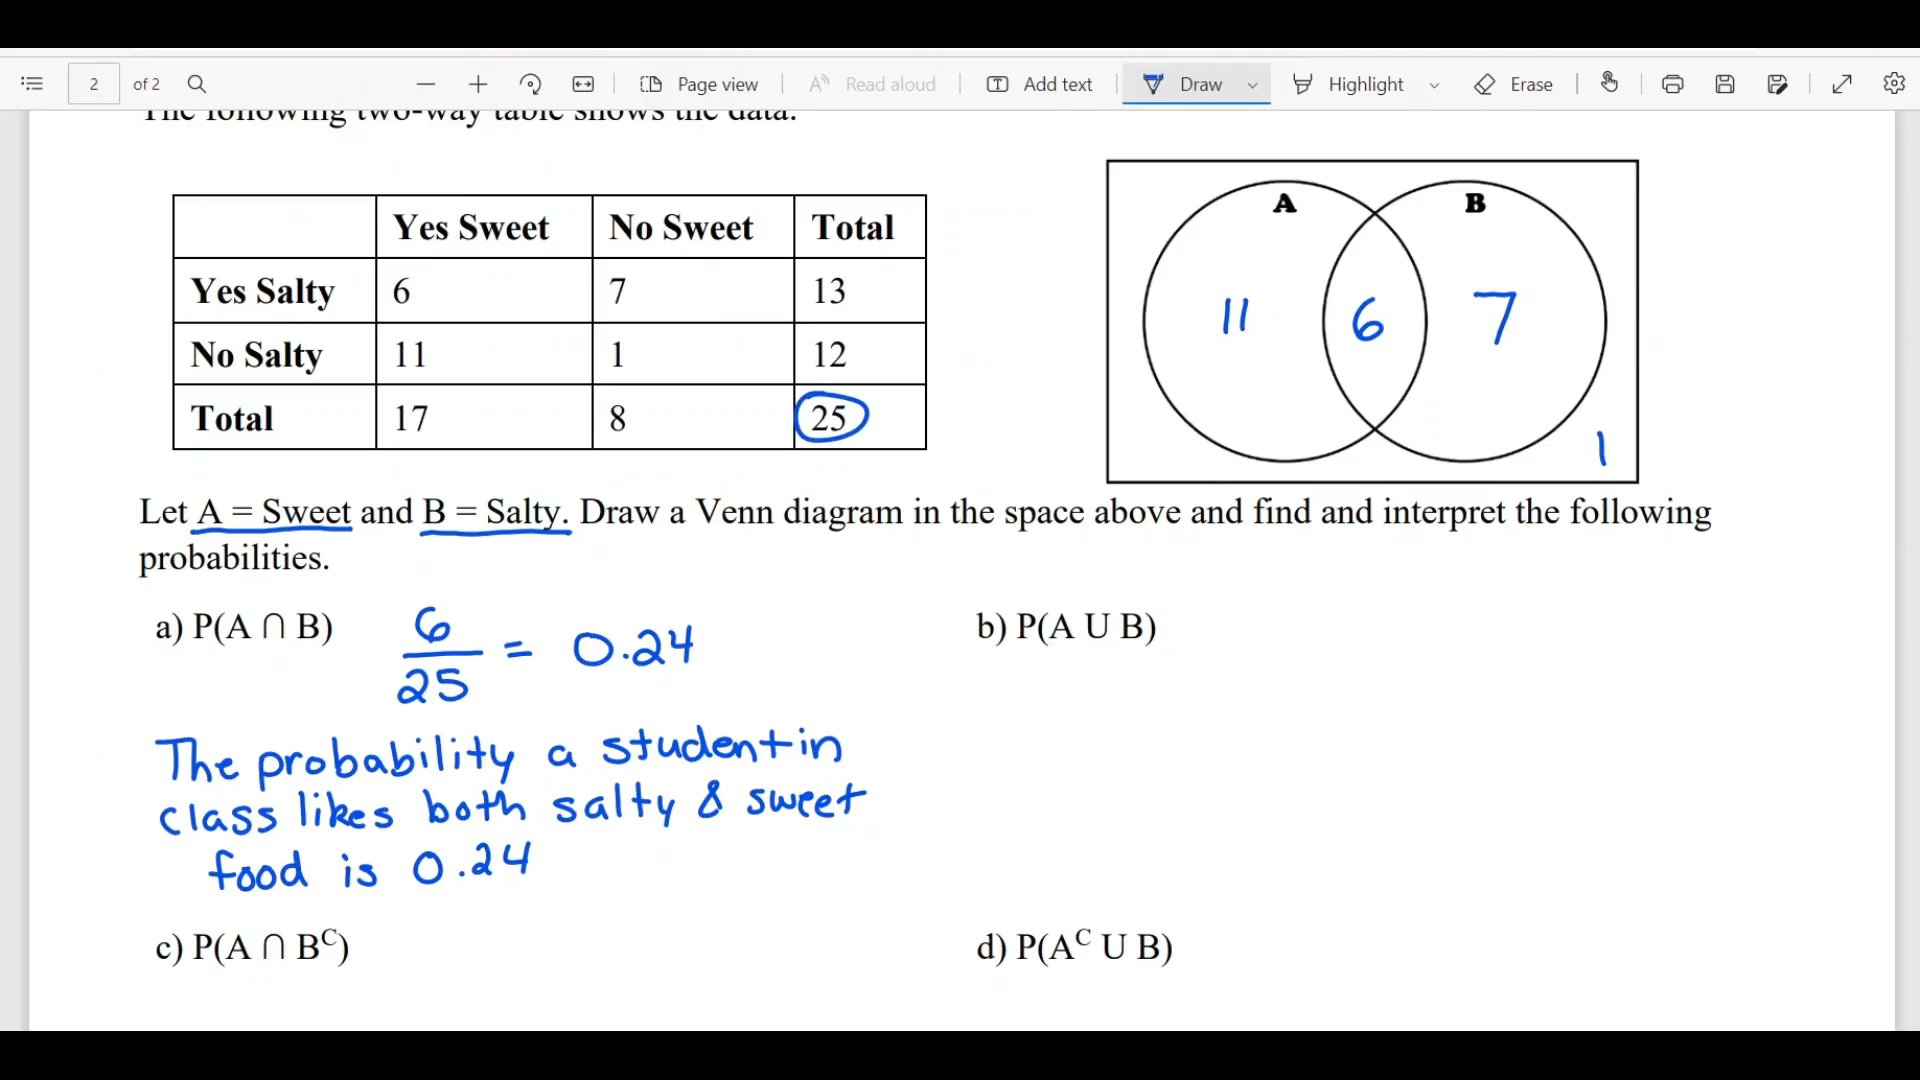 2 of 2 Page view Read aloud Add text Draw Highlight Erase
The following two-way table shows the data.
Yes Sweet No Sweet Total
Yes Salty 6 7 13
No Salty 11 1 12
Total 17 8 25
A B
11 6 7
1
Let A = Sweet and B = Salty. Draw a Venn diagram in the space above and find and interpret the following
probabilities.
a) P(A ∩ B) 6/25 = 0.24
b) P(A U B)
The probability a student in
class likes both salty & sweet
food is 0.24
c) P(A ∩ Bᶜ)
d) P(Aᶜ U B)